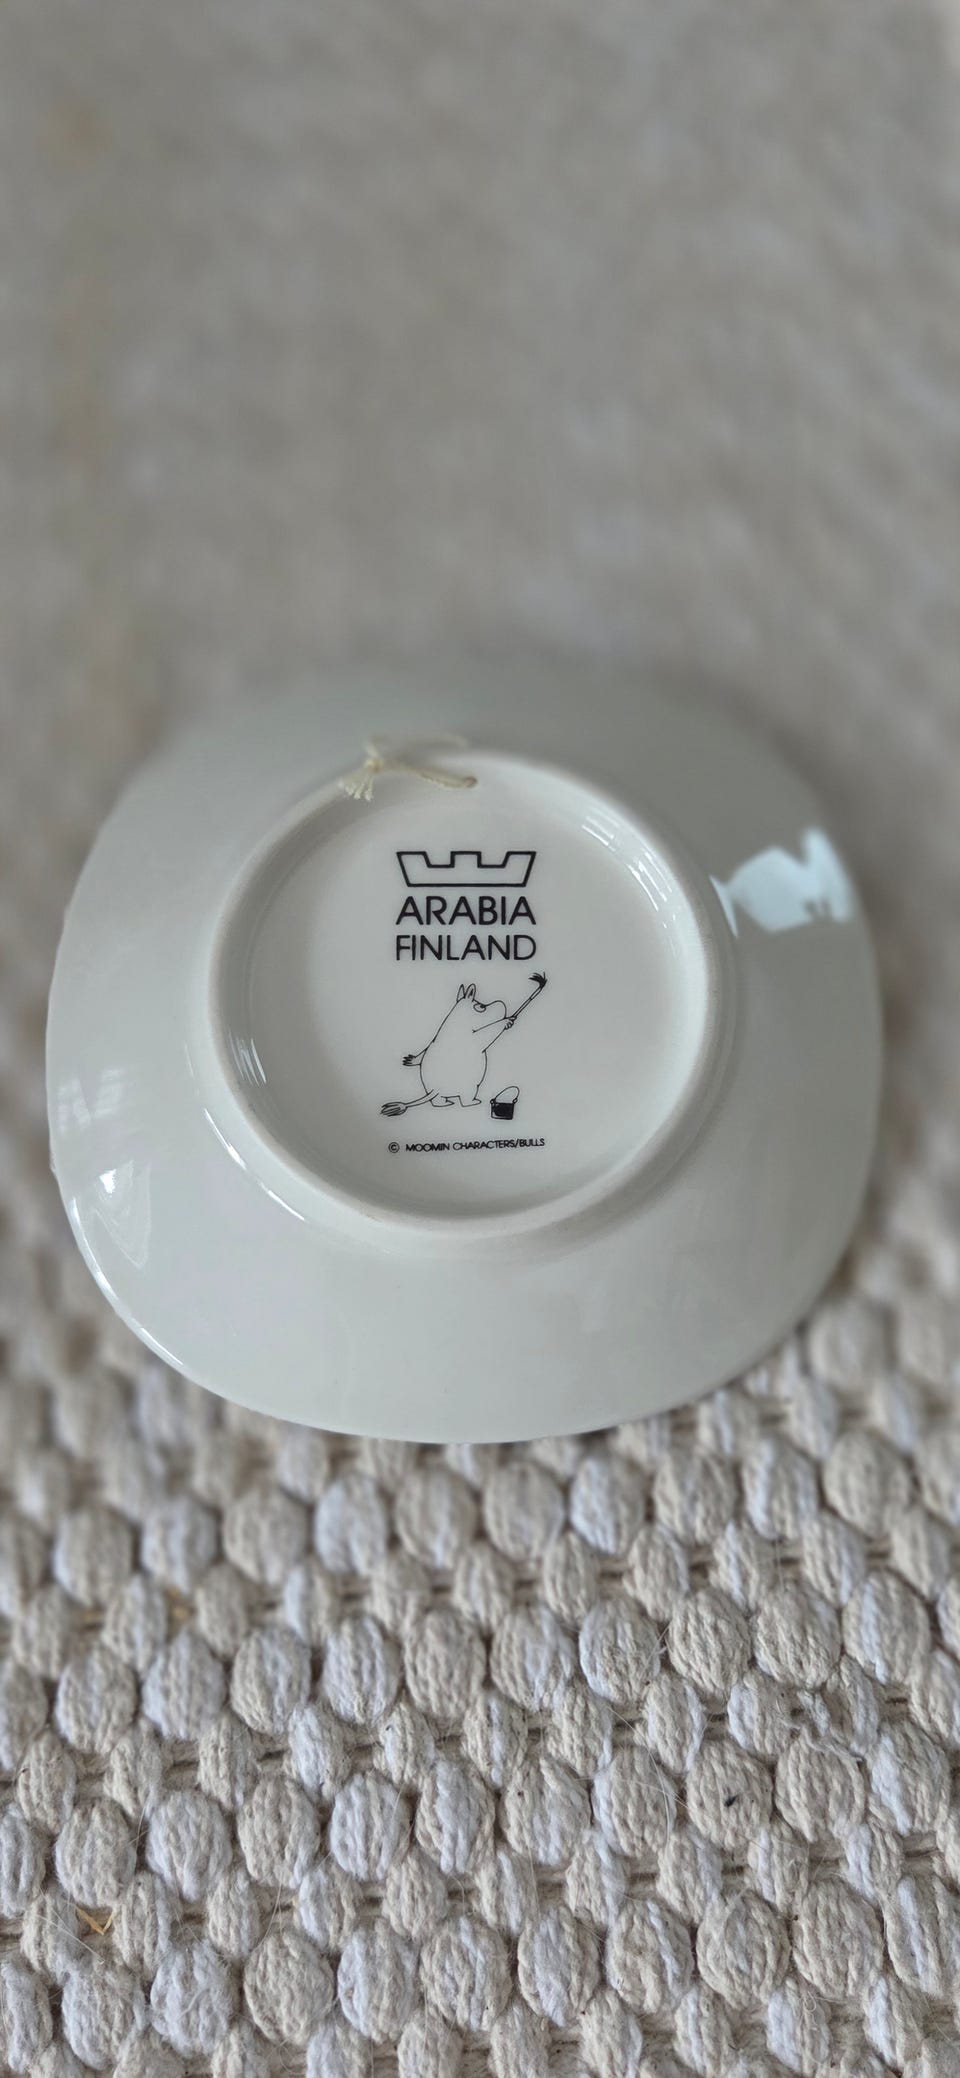 ARABIA
FINLAND
© MOOMIN CHARACTERS/BULLS